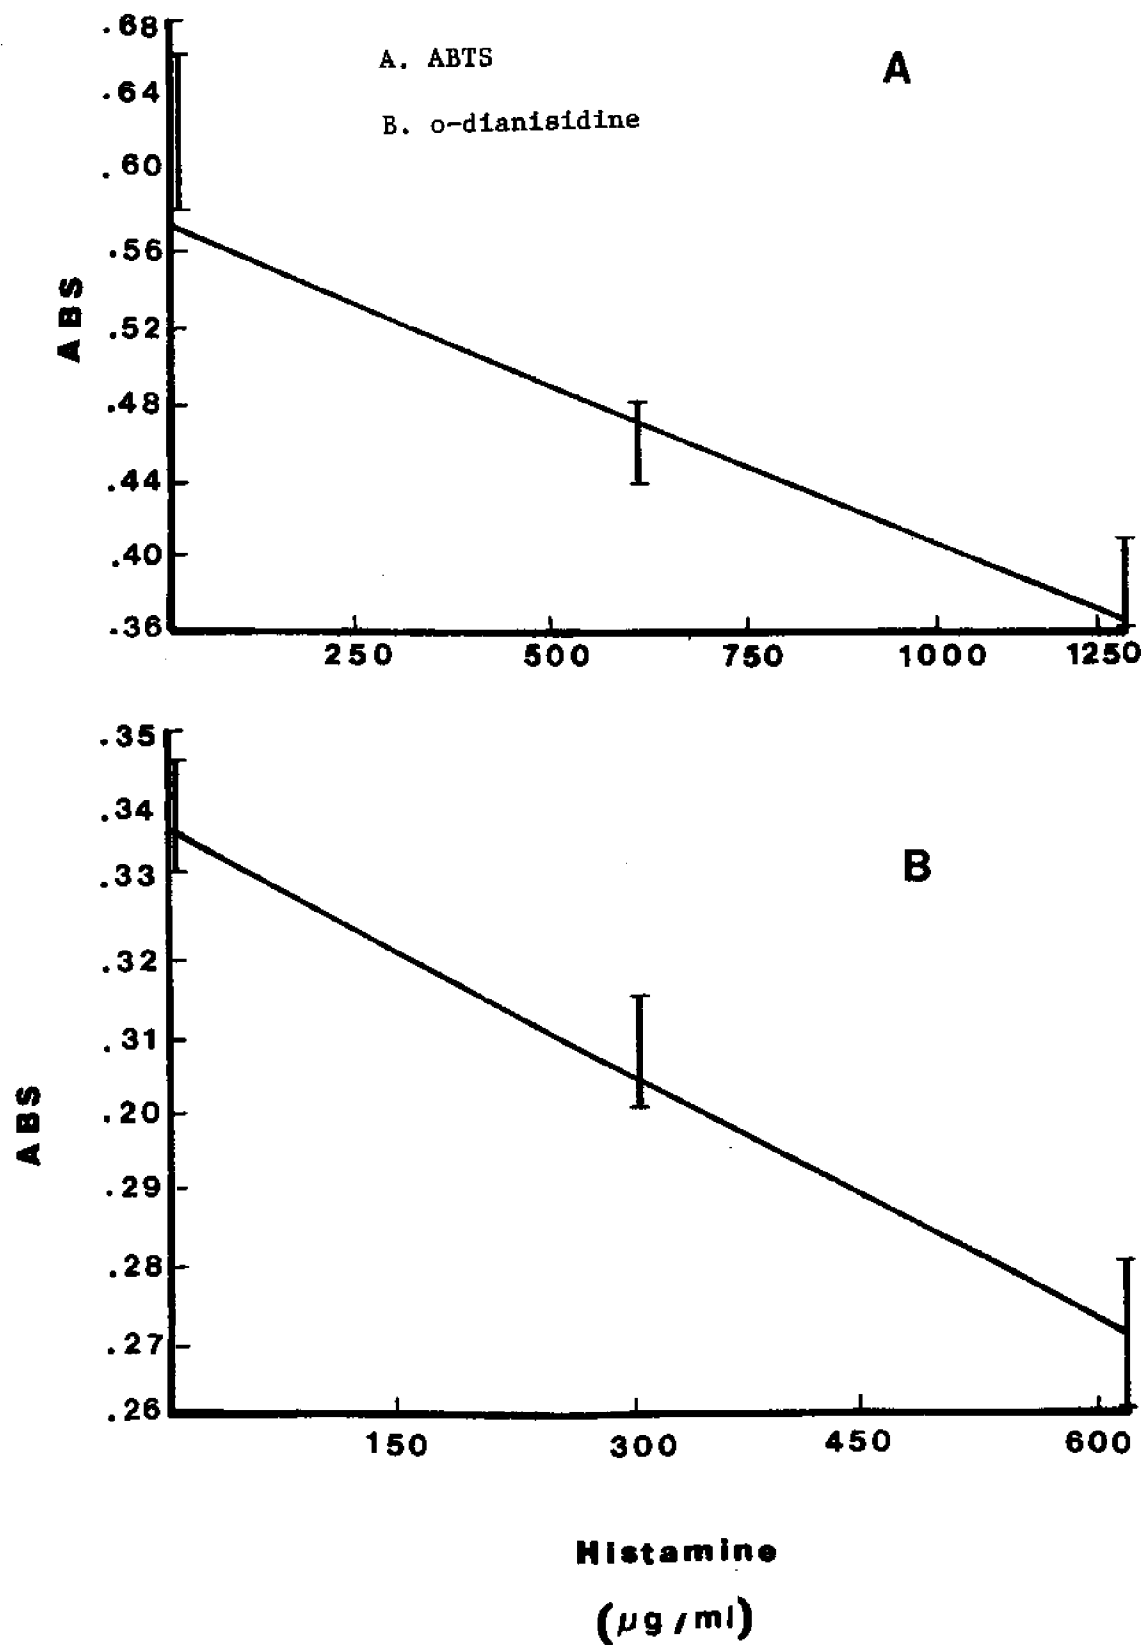 .68
A. ABTS
A
.64
B. o-dianisidine
.60
.56
ABS
.52
.48
.44
.40
.36
250 500 750 1000 1250
.35
.34
B
.33
.32
.31
ABS
.20
.29
.28
.27
.26
150 300 450 600
Histamine
(µg/ml)